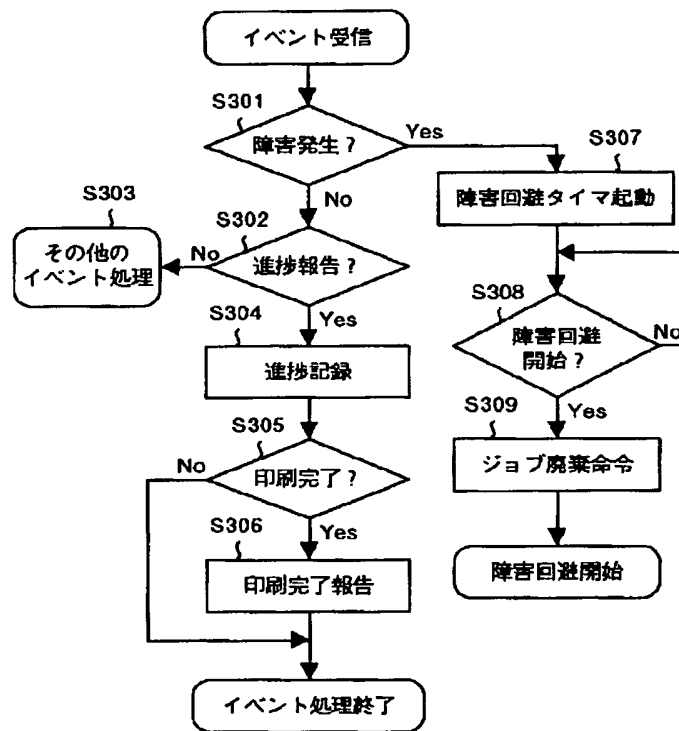 イベント受信
S301
障害発生？
Yes
No
S307
障害回避タイマ起動
S303
その他の
イベント処理
S302
進捗報告？
No
Yes
S308
障害回避
開始？
No
Yes
S304
進捗記録
S309
ジョブ廃棄命令
S305
印刷完了？
No
Yes
S306
印刷完了報告
障害回避開始
イベント処理終了